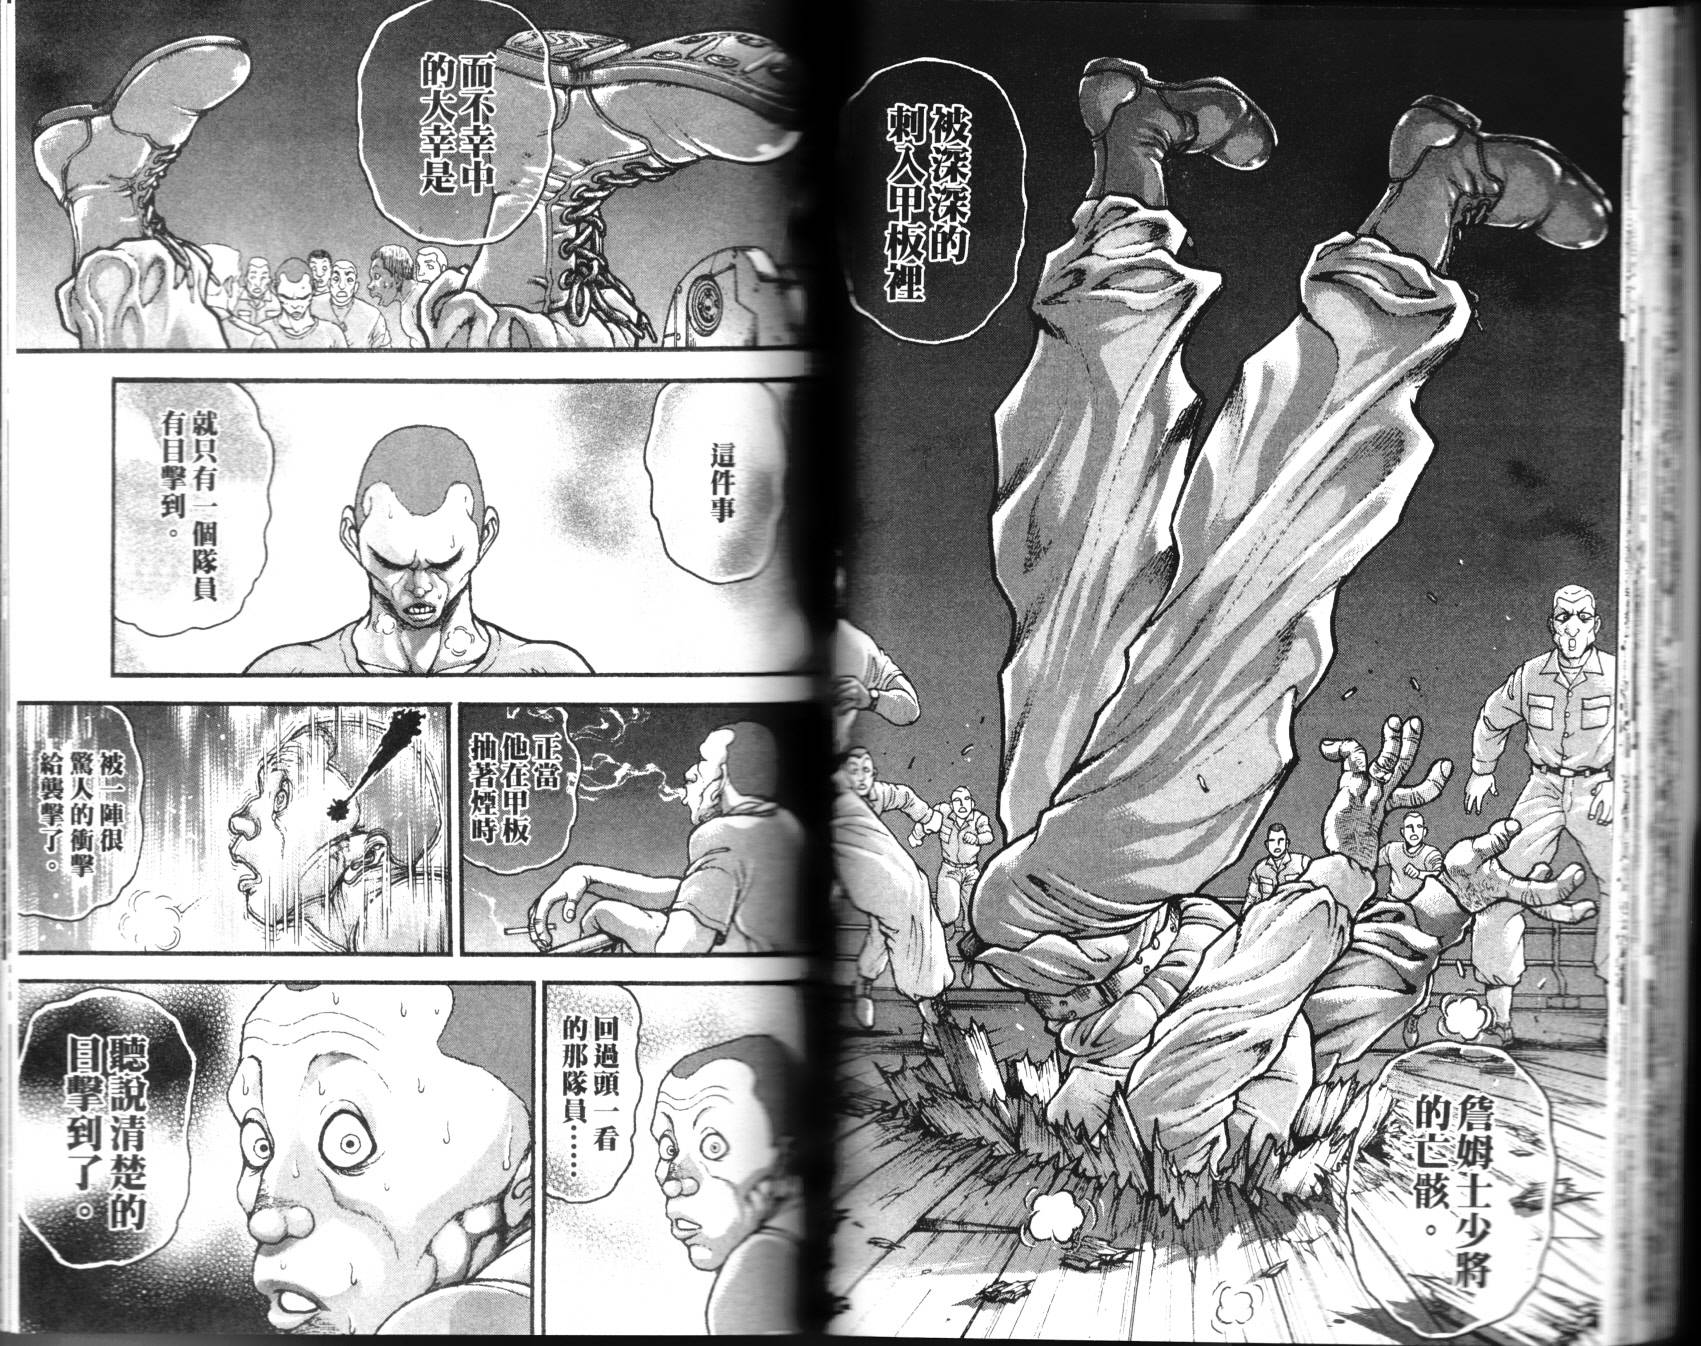 被深深的
刺入甲板裡
詹姆士少將
的亡骸。
而不幸中
的大幸是
這件事
就只有一個隊員
有目擊到。
正當
他在甲板
抽著煙時
被一陣很
驚人的衝擊
給襲擊了。
回過頭一看
的那隊員……
聽說清楚的
目擊到了。